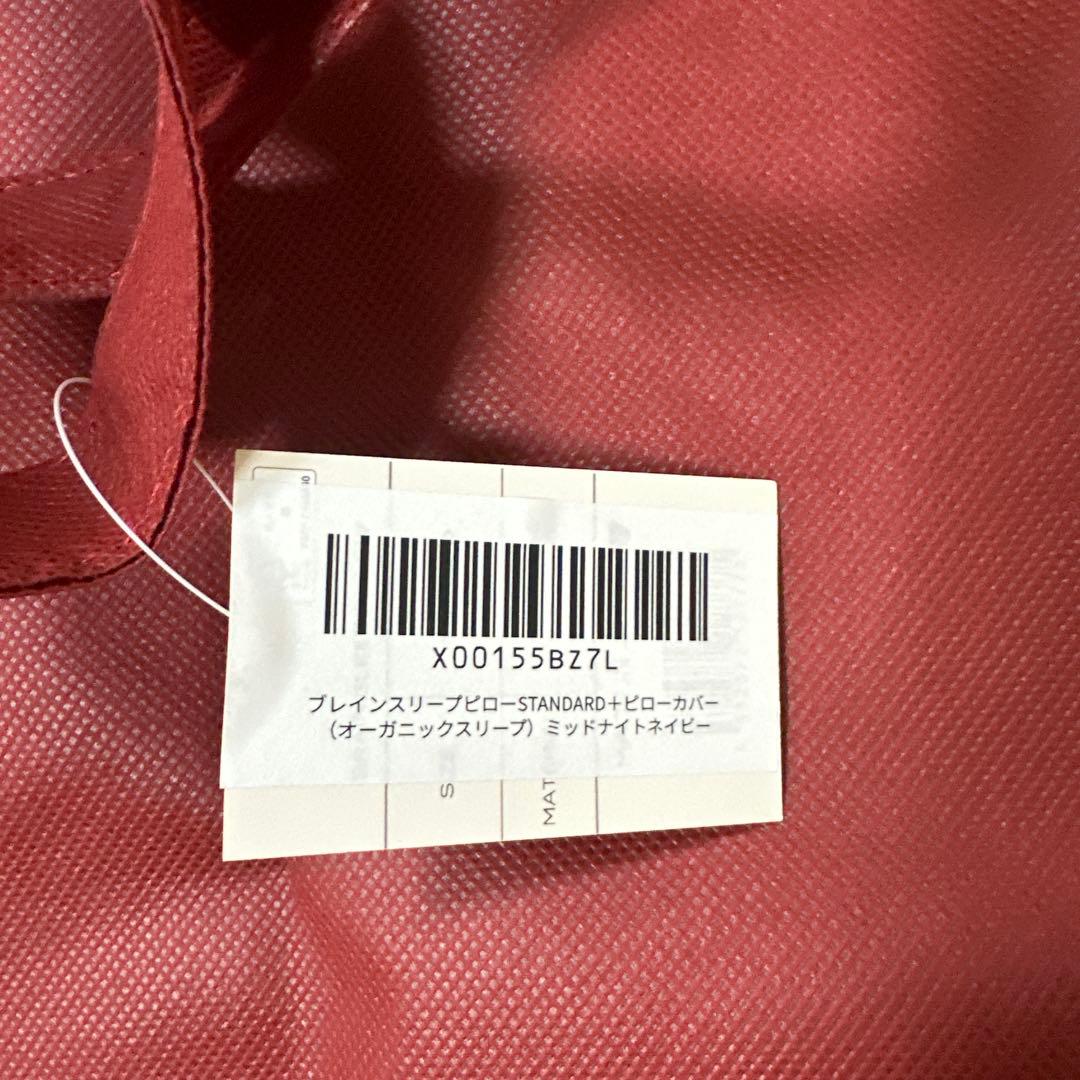 X00155BZ7L
ブレインスリープピローSTANDARD＋ピローカバー
（オーガニックスリープ）ミッドナイトネイビー